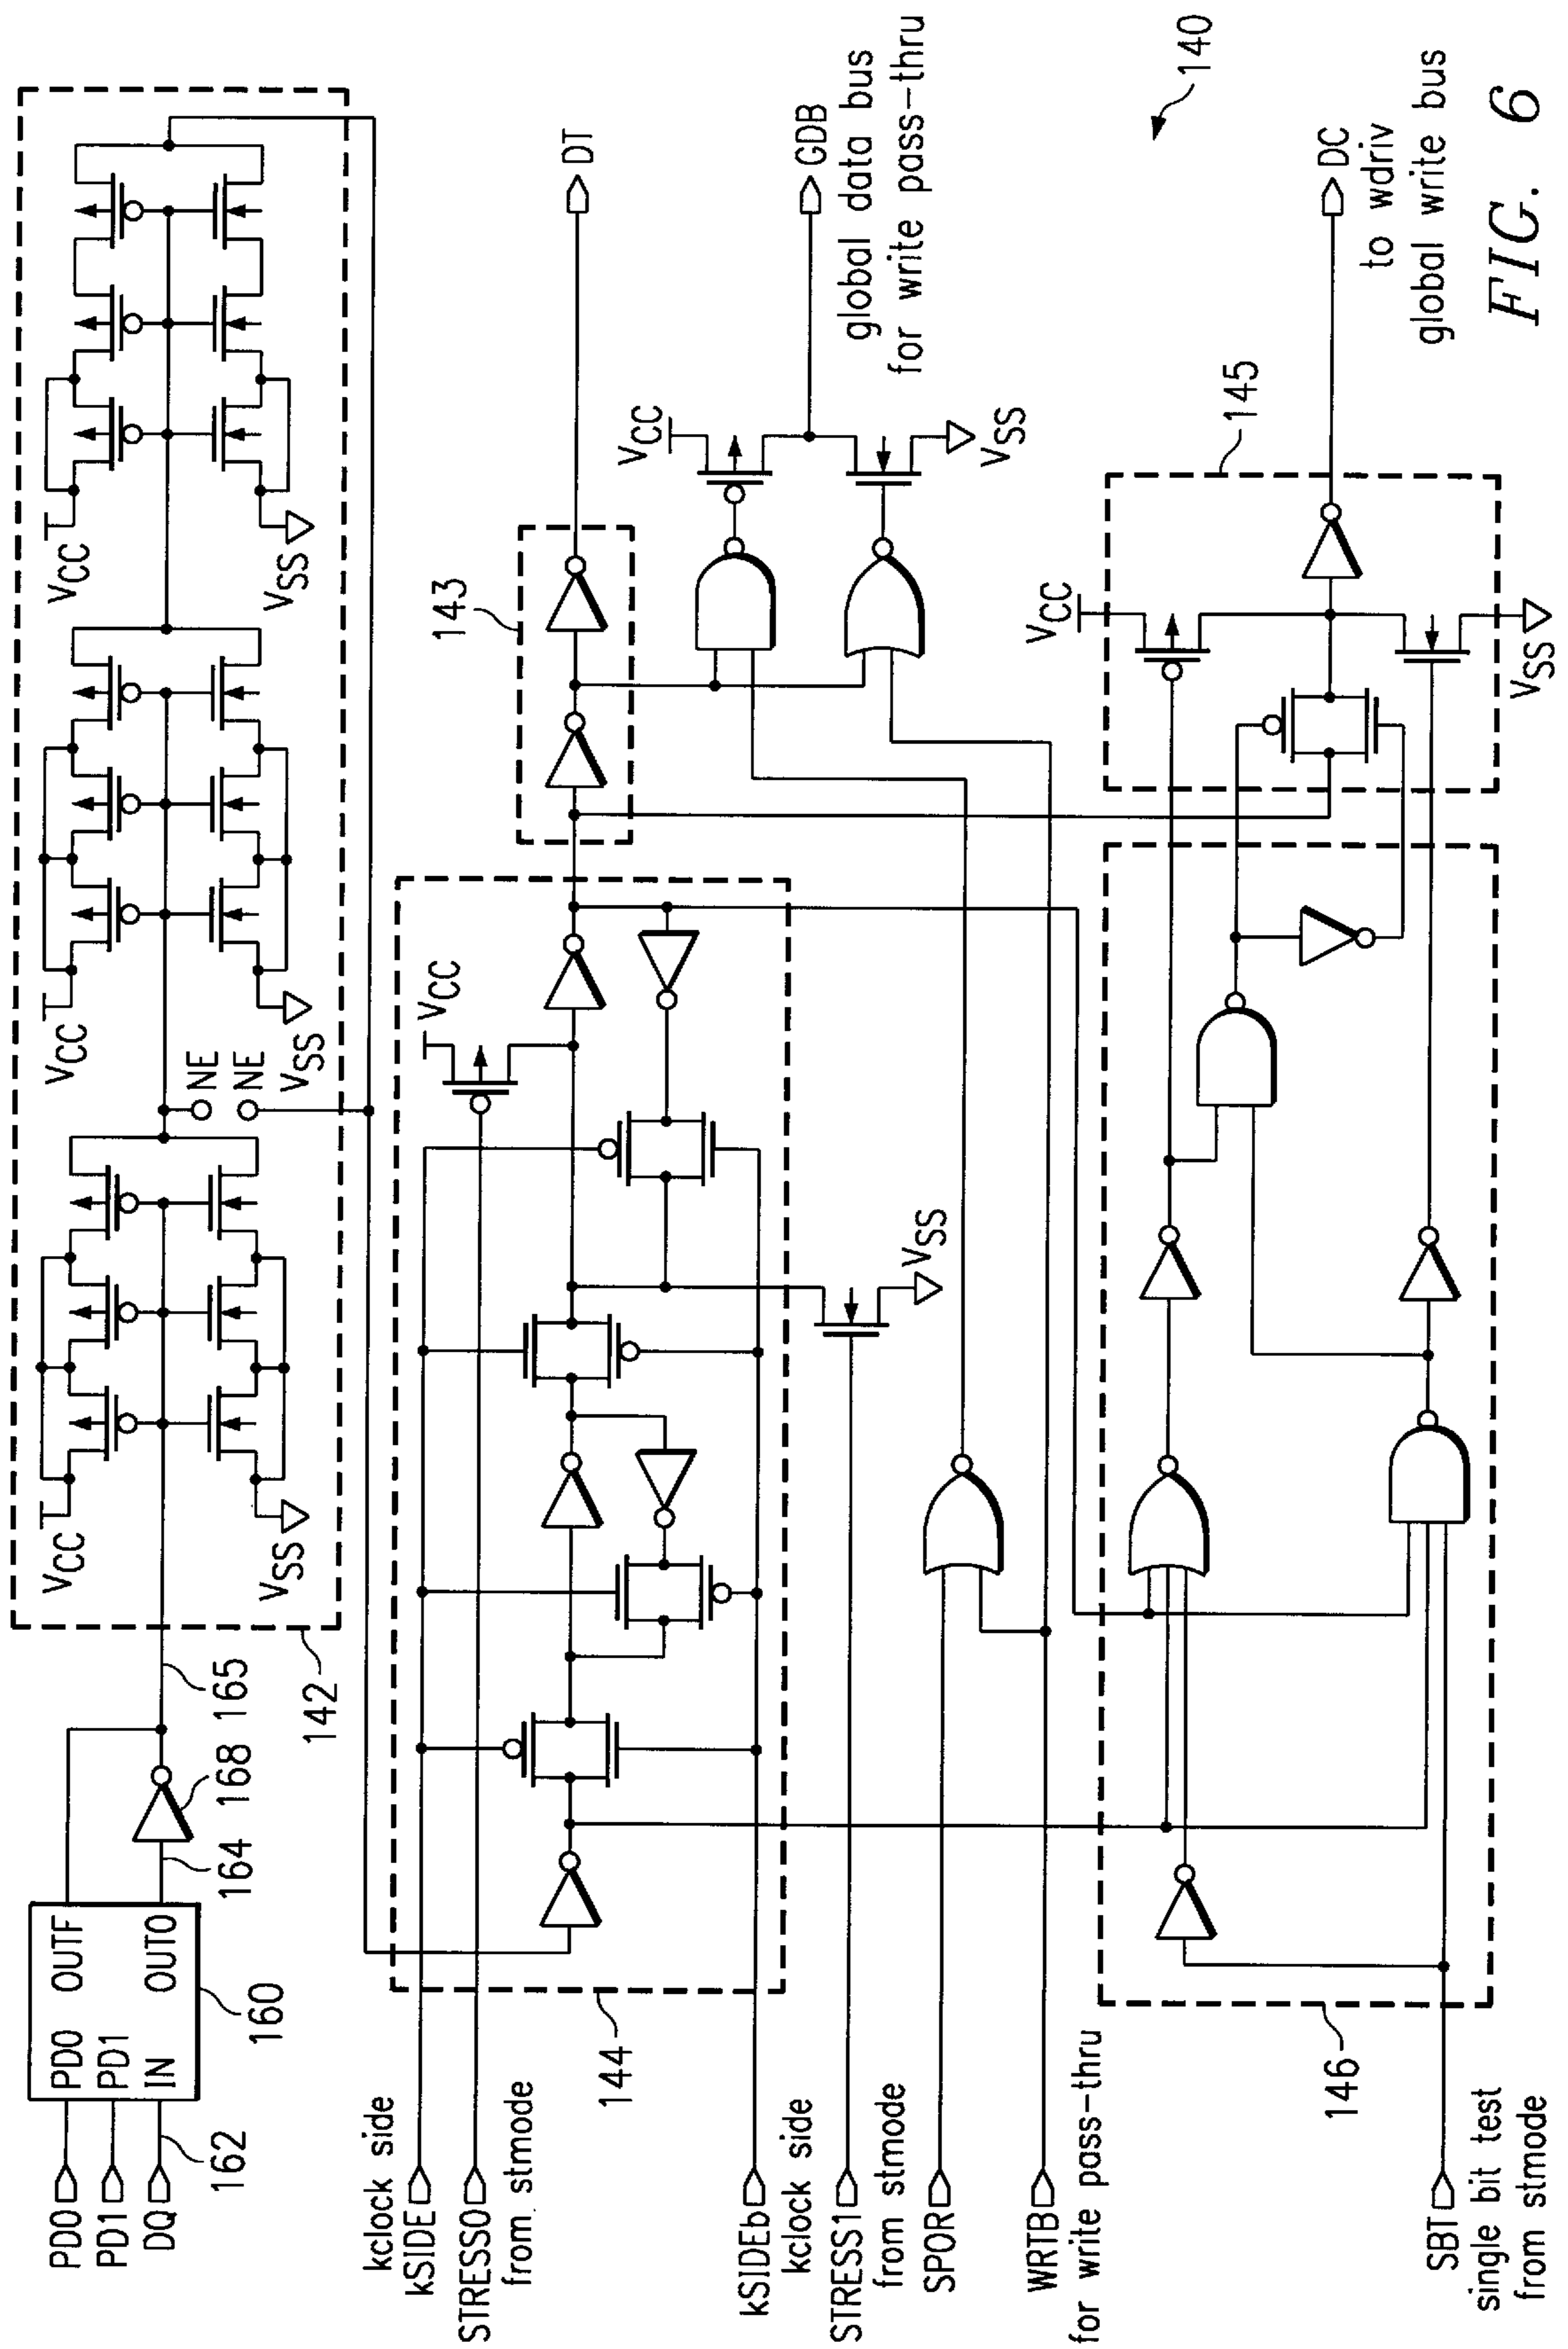 PD0
PD1
DQ
162
PD0 OUTF
PD1
IN OUT0
160
164
168
165
142
VCC
VSS
NE
NE
VCC
VSS
VCC
VSS
kclock side
kSIDE
STRESS0
from stmode
kSIDEb
kclock side
STRESS1
from stmode
SPOR
WRTB
for write pass-thru
SBT
single bit test
from stmode
144
VCC
VSS
143
DT
VCC
VSS
GDB
global data bus
for write pass-thru
146
145
VCC
VSS
DC
to wdriv
global write bus
140
FIG. 6